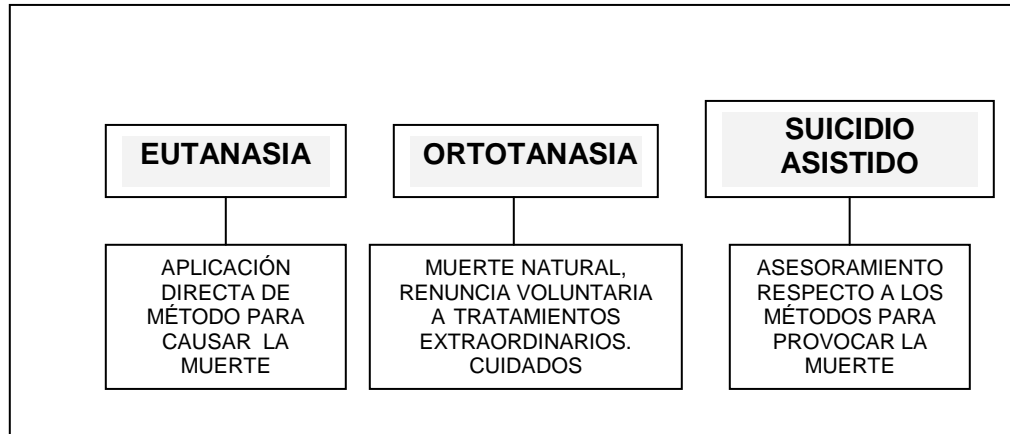 EUTANASIA
ORTOTANASIA
SUICIDIO
ASISTIDO
APLICACIÓN
DIRECTA DE
MÉTODO PARA
CAUSAR LA
MUERTE
MUERTE NATURAL,
RENUNCIA VOLUNTARIA
A TRATAMIENTOS
EXTRAORDINARIOS.
CUIDADOS
ASESORAMIENTO
RESPECTO A LOS
MÉTODOS PARA
PROVOCAR LA
MUERTE